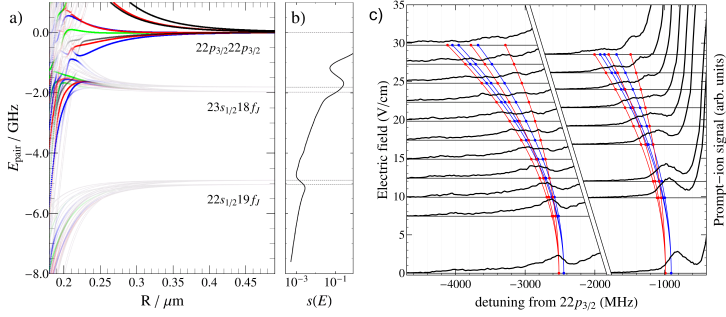 a)
b)
c)
0.0
-2.0
-4.0
-6.0
-8.0
E_pair / GHz
22p_3/2 22p_3/2
23s_1/2 18f_J
22s_1/2 19f_J
0.2 0.25 0.3 0.35 0.4 0.45
R / μm
10^-3 10^-1
s(E)
35
30
25
20
15
10
5
0
Electric field (V/cm)
-4000 -3000 -2000 -1000
detuning from 22p_3/2 (MHz)
Prompt-ion signal (arb. units)